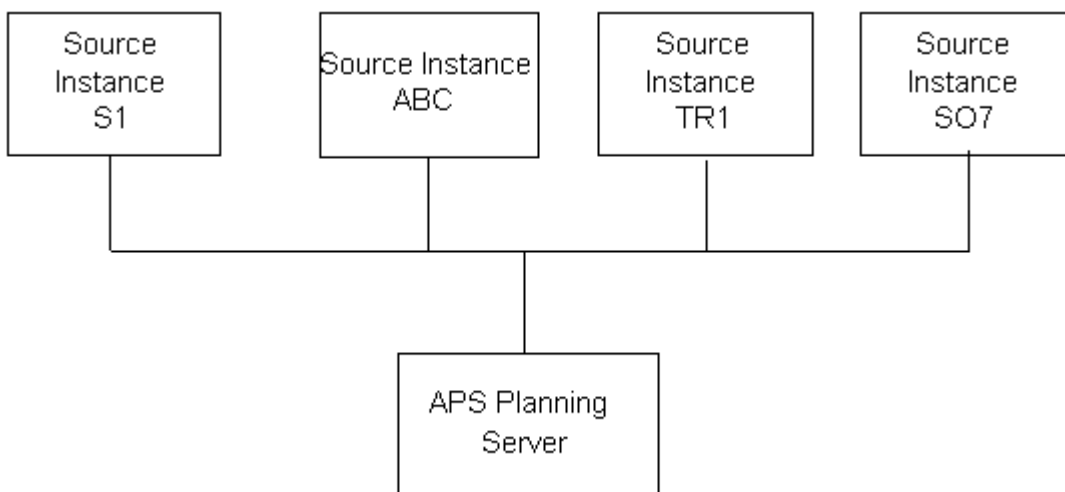 Source
Instance
S1
Source Instance
ABC
Source
Instance
TR1
Source
Instance
SO7
APS Planning
Server